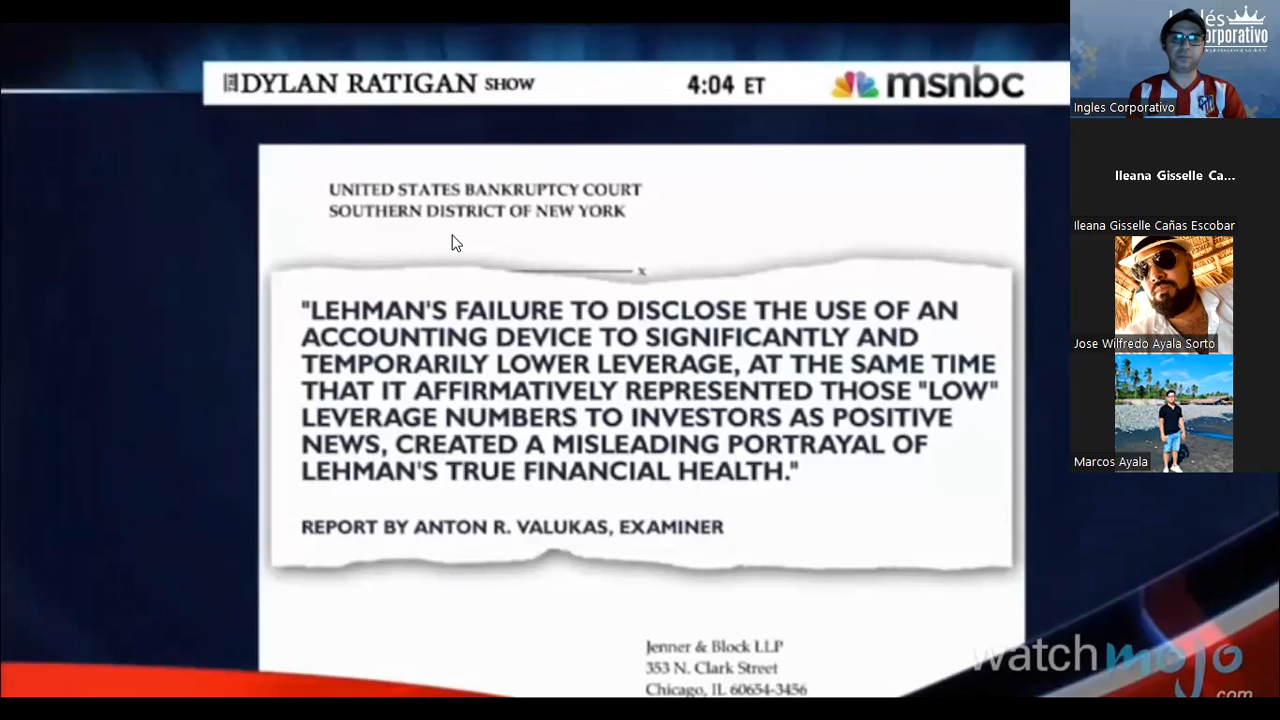 THE DYLAN RATIGAN SHOW
4:04 ET
msnbc
UNITED STATES BANKRUPTCY COURT
SOUTHERN DISTRICT OF NEW YORK
x
"LEHMAN'S FAILURE TO DISCLOSE THE USE OF AN
ACCOUNTING DEVICE TO SIGNIFICANTLY AND
TEMPORARILY LOWER LEVERAGE, AT THE SAME TIME
THAT IT AFFIRMATIVELY REPRESENTED THOSE "LOW"
LEVERAGE NUMBERS TO INVESTORS AS POSITIVE
NEWS, CREATED A MISLEADING PORTRAYAL OF
LEHMAN'S TRUE FINANCIAL HEALTH."
REPORT BY ANTON R. VALUKAS, EXAMINER
Jenner & Block LLP
353 N. Clark Street
Chicago, IL 60654-3456
watchmojo
.com
Ingles Corporativo
Ileana Gisselle Ca...
Ileana Gisselle Cañas Escobar
Jose Wilfredo Ayala Sorto
Marcos Ayala